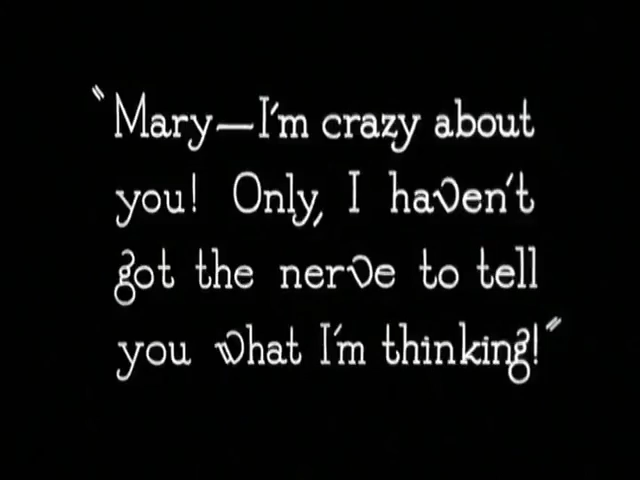 "Mary—I'm crazy about
you! Only, I haven't
got the nerve to tell
you what I'm thinking!"